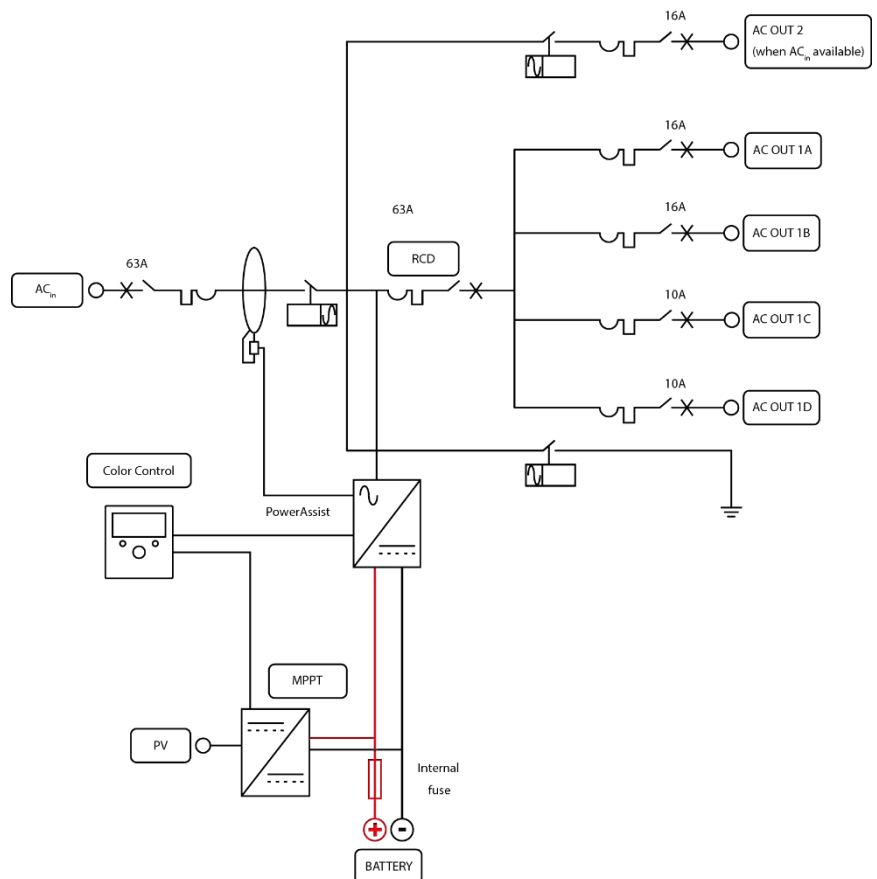 16A
AC OUT 2
(when ACin available)
16A
AC OUT 1A
63A
16A
RCD
AC OUT 1B
63A
ACin
10A
AC OUT 1C
10A
AC OUT 1D
Color Control
PowerAssist
MPPT
PV
Internal
fuse
+ -
BATTERY